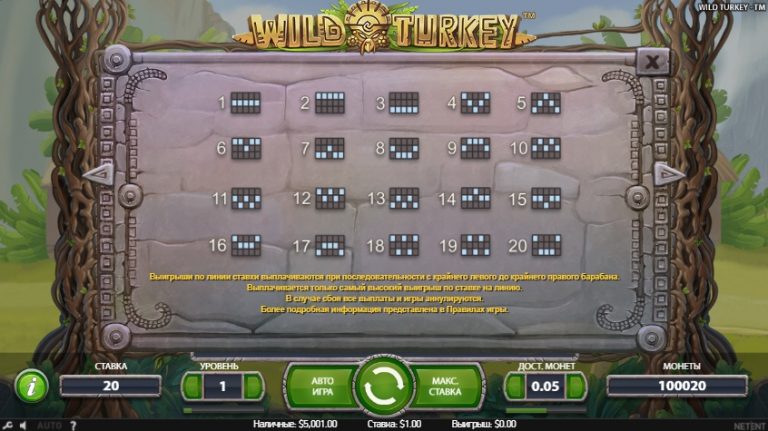 WILD TURKEY - TM
WILD TURKEY™
X
1 2 3 4 5
6 7 8 9 10
11 12 13 14 15
16 17 18 19 20
Выигрыши по линии ставки выплачиваются при последовательности с крайнего левого до крайнего правого барабана.
Выплачивается только самый высокий выигрыш по ставке на линию.
В случае сбоя все выплаты и игры аннулируются.
Более подробная информация представлена в Правилах игры.
СТАВКА УРОВЕНЬ АВТО ИГРА МАКС. СТАВКА ДОСТ. МОНЕТ МОНЕТЫ
20 1 0.05 100020
AUTO ? Наличные: $5,001.00 Ставка: $1.00 Выигрыш: $0.00 NETENT